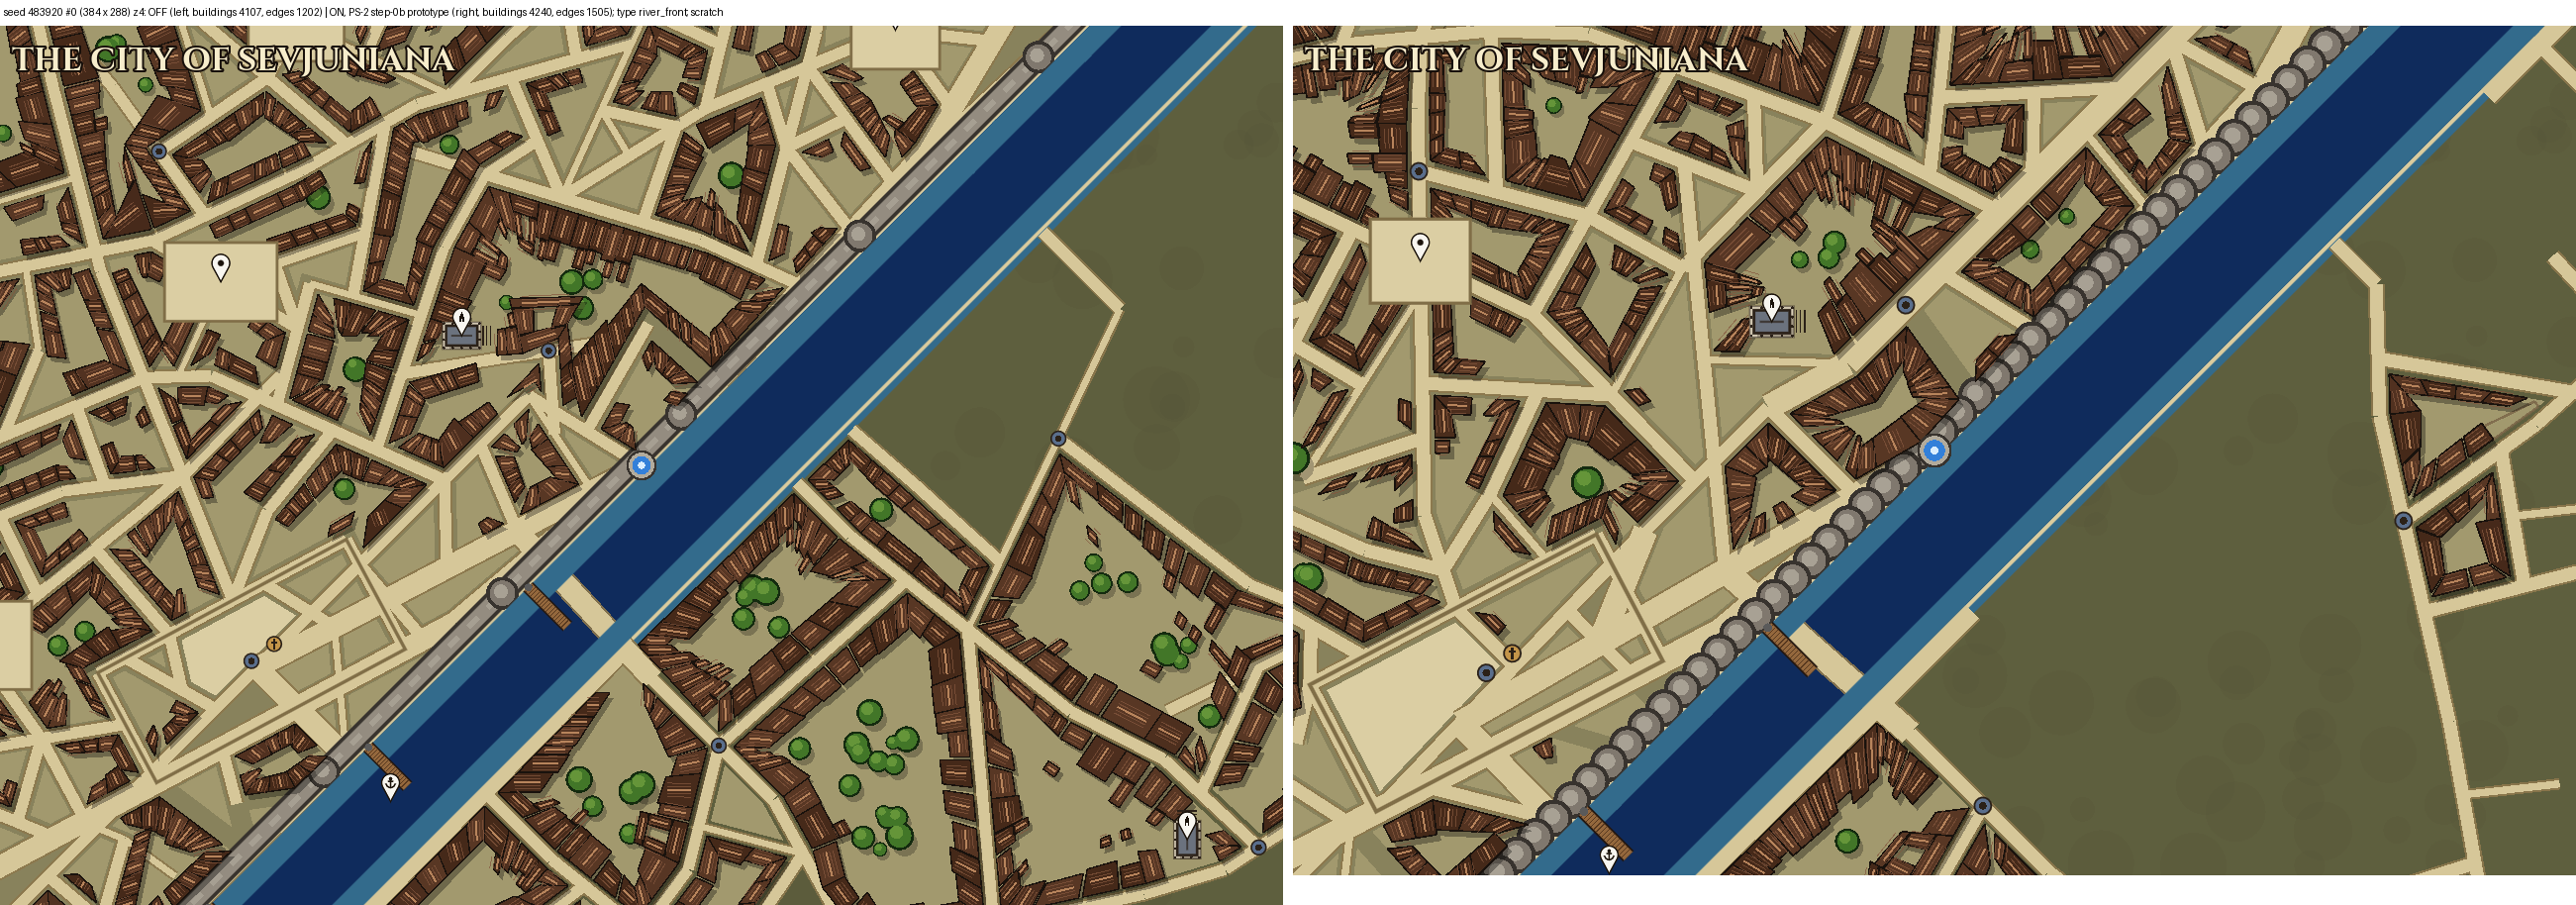 seed 483920 #0 (384 x 288) z4: OFF (left, buildings 4107, edges 1202) | ON, PS-2 step-0b prototype (right, buildings 4240, edges 1505); type river_front; scratch
THE CITY OF SEVJUNIANA
THE CITY OF SEVJUNIANA